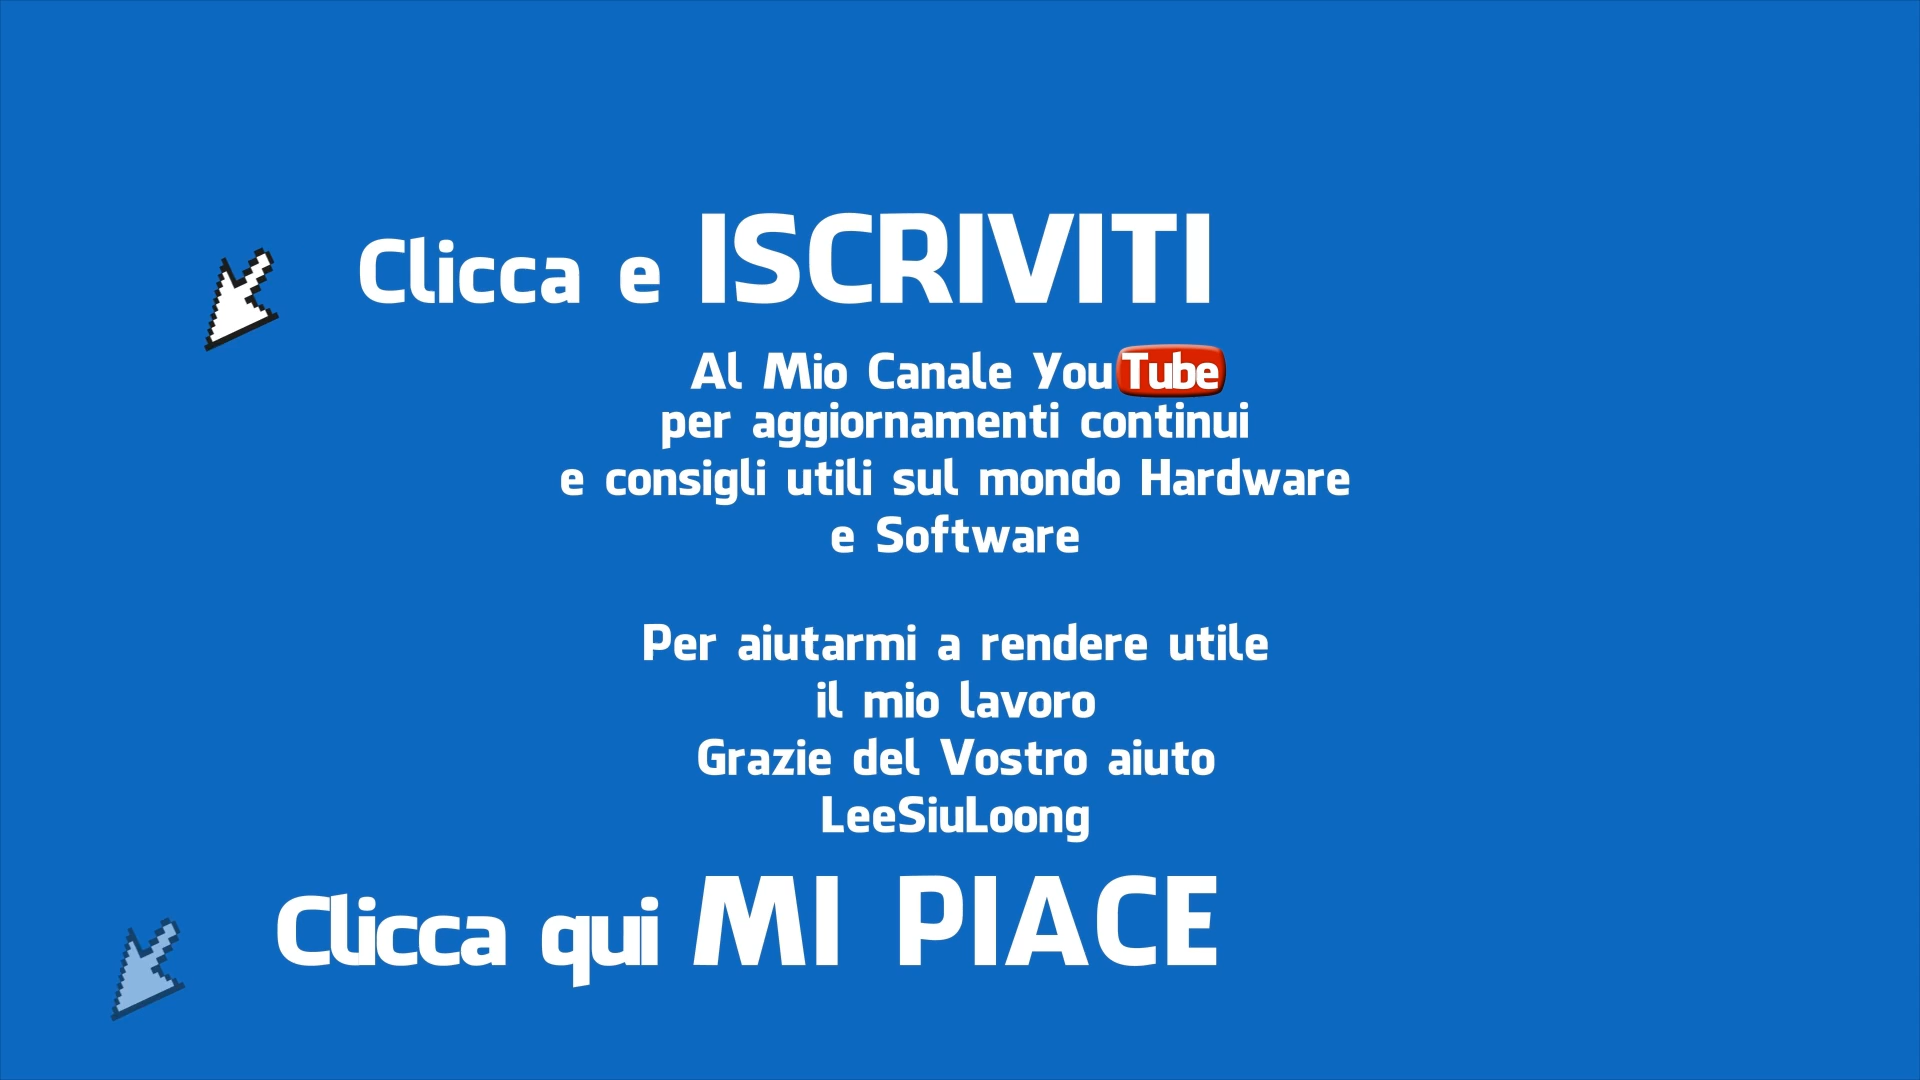 Clicca e ISCRIVITI
Al Mio Canale YouTube
per aggiornamenti continui
e consigli utili sul mondo Hardware
e Software
Per aiutarmi a rendere utile
il mio lavoro
Grazie del Vostro aiuto
LeeSiuLoong
Clicca qui MI PIACE